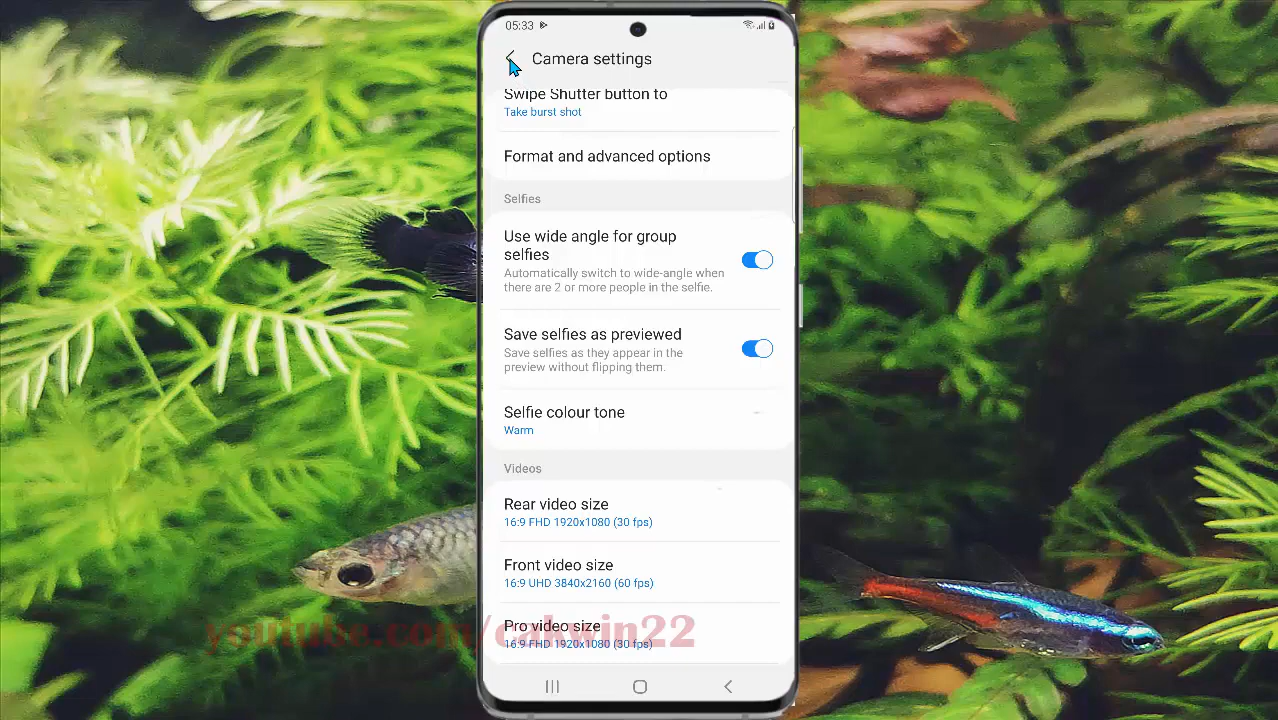 05:33
Camera settings
Swipe Shutter button to
Take burst shot
Format and advanced options
Selfies
Use wide angle for group
selfies
Automatically switch to wide-angle when
there are 2 or more people in the selfie.
Save selfies as previewed
Save selfies as they appear in the
preview without flipping them.
Selfie colour tone
Warm
Videos
Rear video size
16:9 FHD 1920x1080 (30 fps)
Front video size
16:9 UHD 3840x2160 (60 fps)
Pro video size
youtube.com/cakwin22
16:9 FHD 1920x1080 (30 fps)